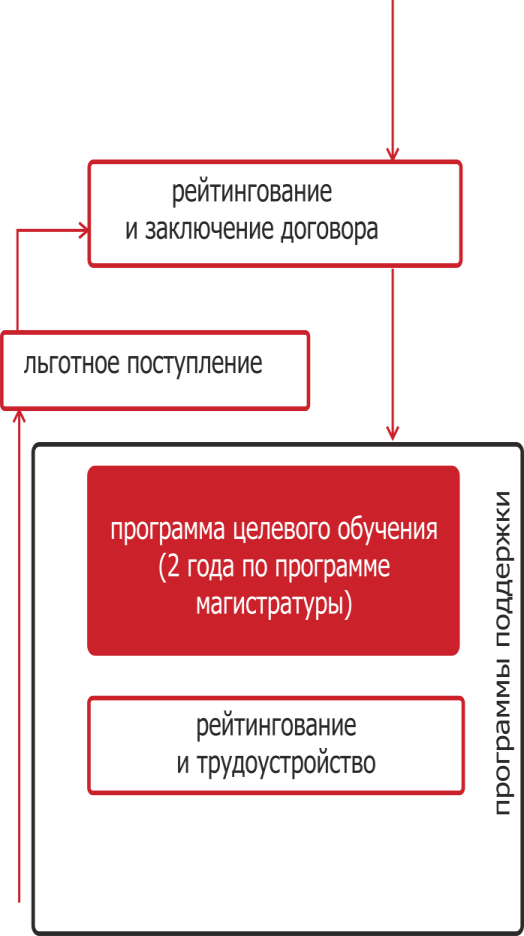 рейтингование
и заключение договора
льготное поступление
программа целевого обучения
(2 года по программе
магистратуры)
рейтингование
и трудоустройство
программы поддержки